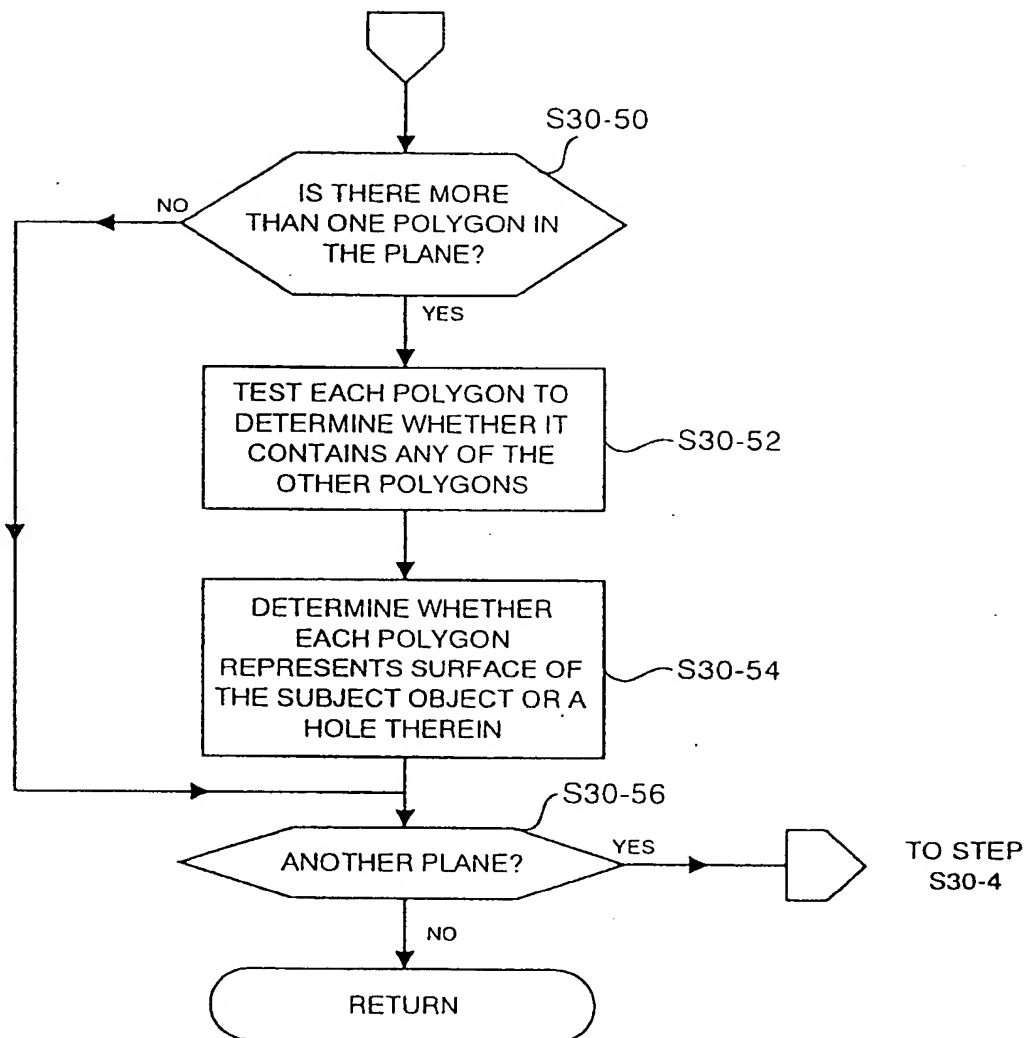 S30-50
IS THERE MORE
THAN ONE POLYGON IN
THE PLANE?
NO
YES
TEST EACH POLYGON TO
DETERMINE WHETHER IT
CONTAINS ANY OF THE
OTHER POLYGONS
S30-52
DETERMINE WHETHER
EACH POLYGON
REPRESENTS SURFACE OF
THE SUBJECT OBJECT OR A
HOLE THEREIN
S30-54
S30-56
ANOTHER PLANE?
YES
TO STEP
S30-4
NO
RETURN